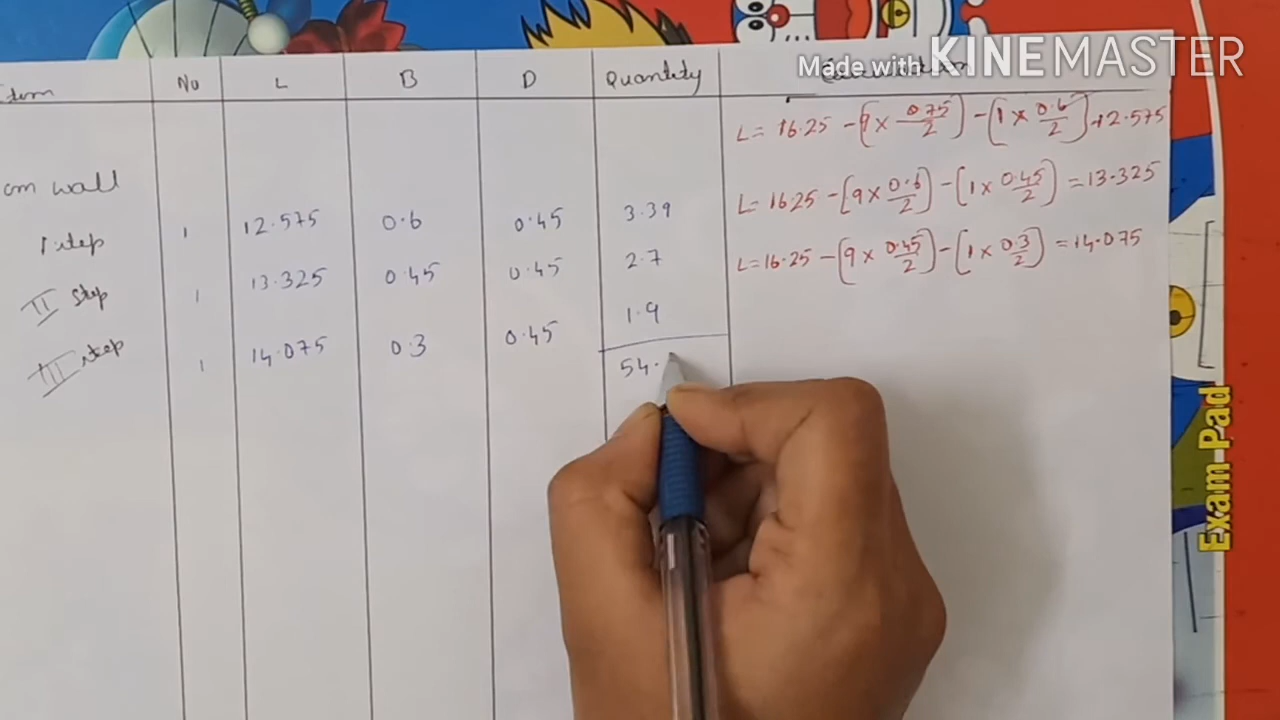 Made with KINEMASTER
No L B D Quantity
L = 16.25 - (9 × 0.75/2) - (1 × 0.6/2) = 12.575
cm wall
L = 16.25 - (9 × 0.6/2) - (1 × 0.45/2) = 13.325
I step 1 12.575 0.6 0.45 3.39
L = 16.25 - (9 × 0.45/2) - (1 × 0.3/2) = 14.075
II step 1 13.325 0.45 0.45 2.7
III step 1 14.075 0.3 0.45 1.9
54.
Exam-Pad